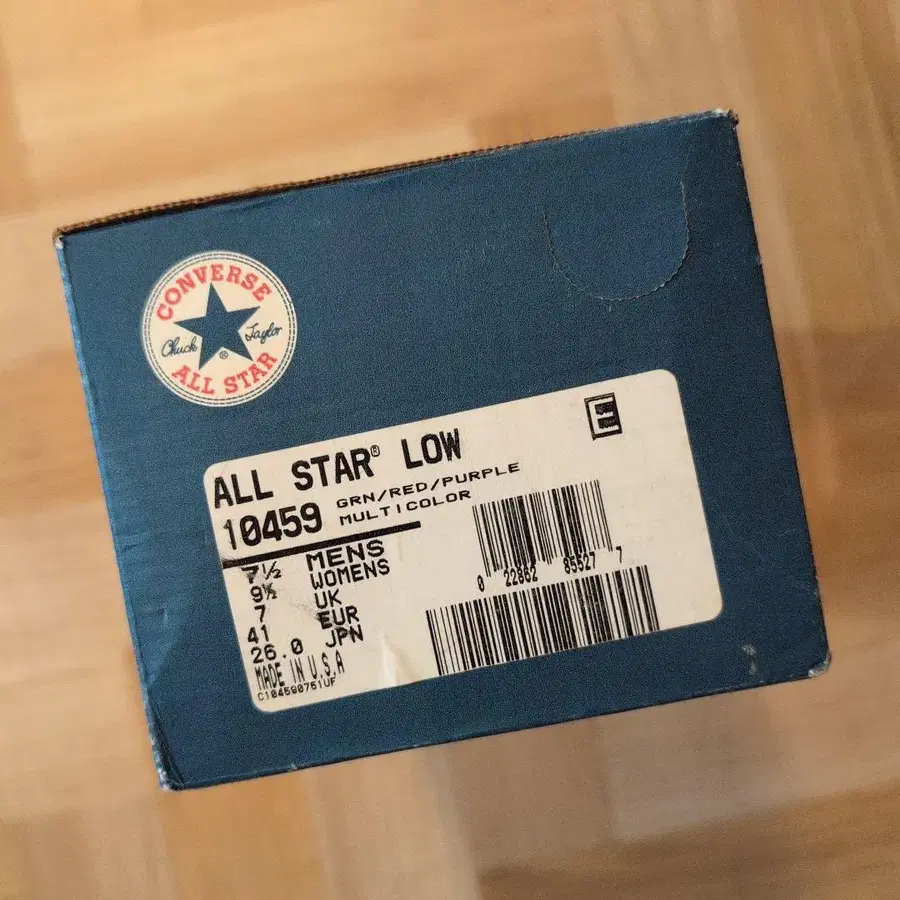 CONVERSE
Chuck Taylor
®
ALL STAR
E
ALL STAR® LOW
10459 GRN/RED/PURPLE
MULTICOLOR
7½ MENS
9½ WOMENS
7 UK
41 EUR
26.0 JPN
MADE IN U.S.A
C104590751UF
0 22862 85527 7